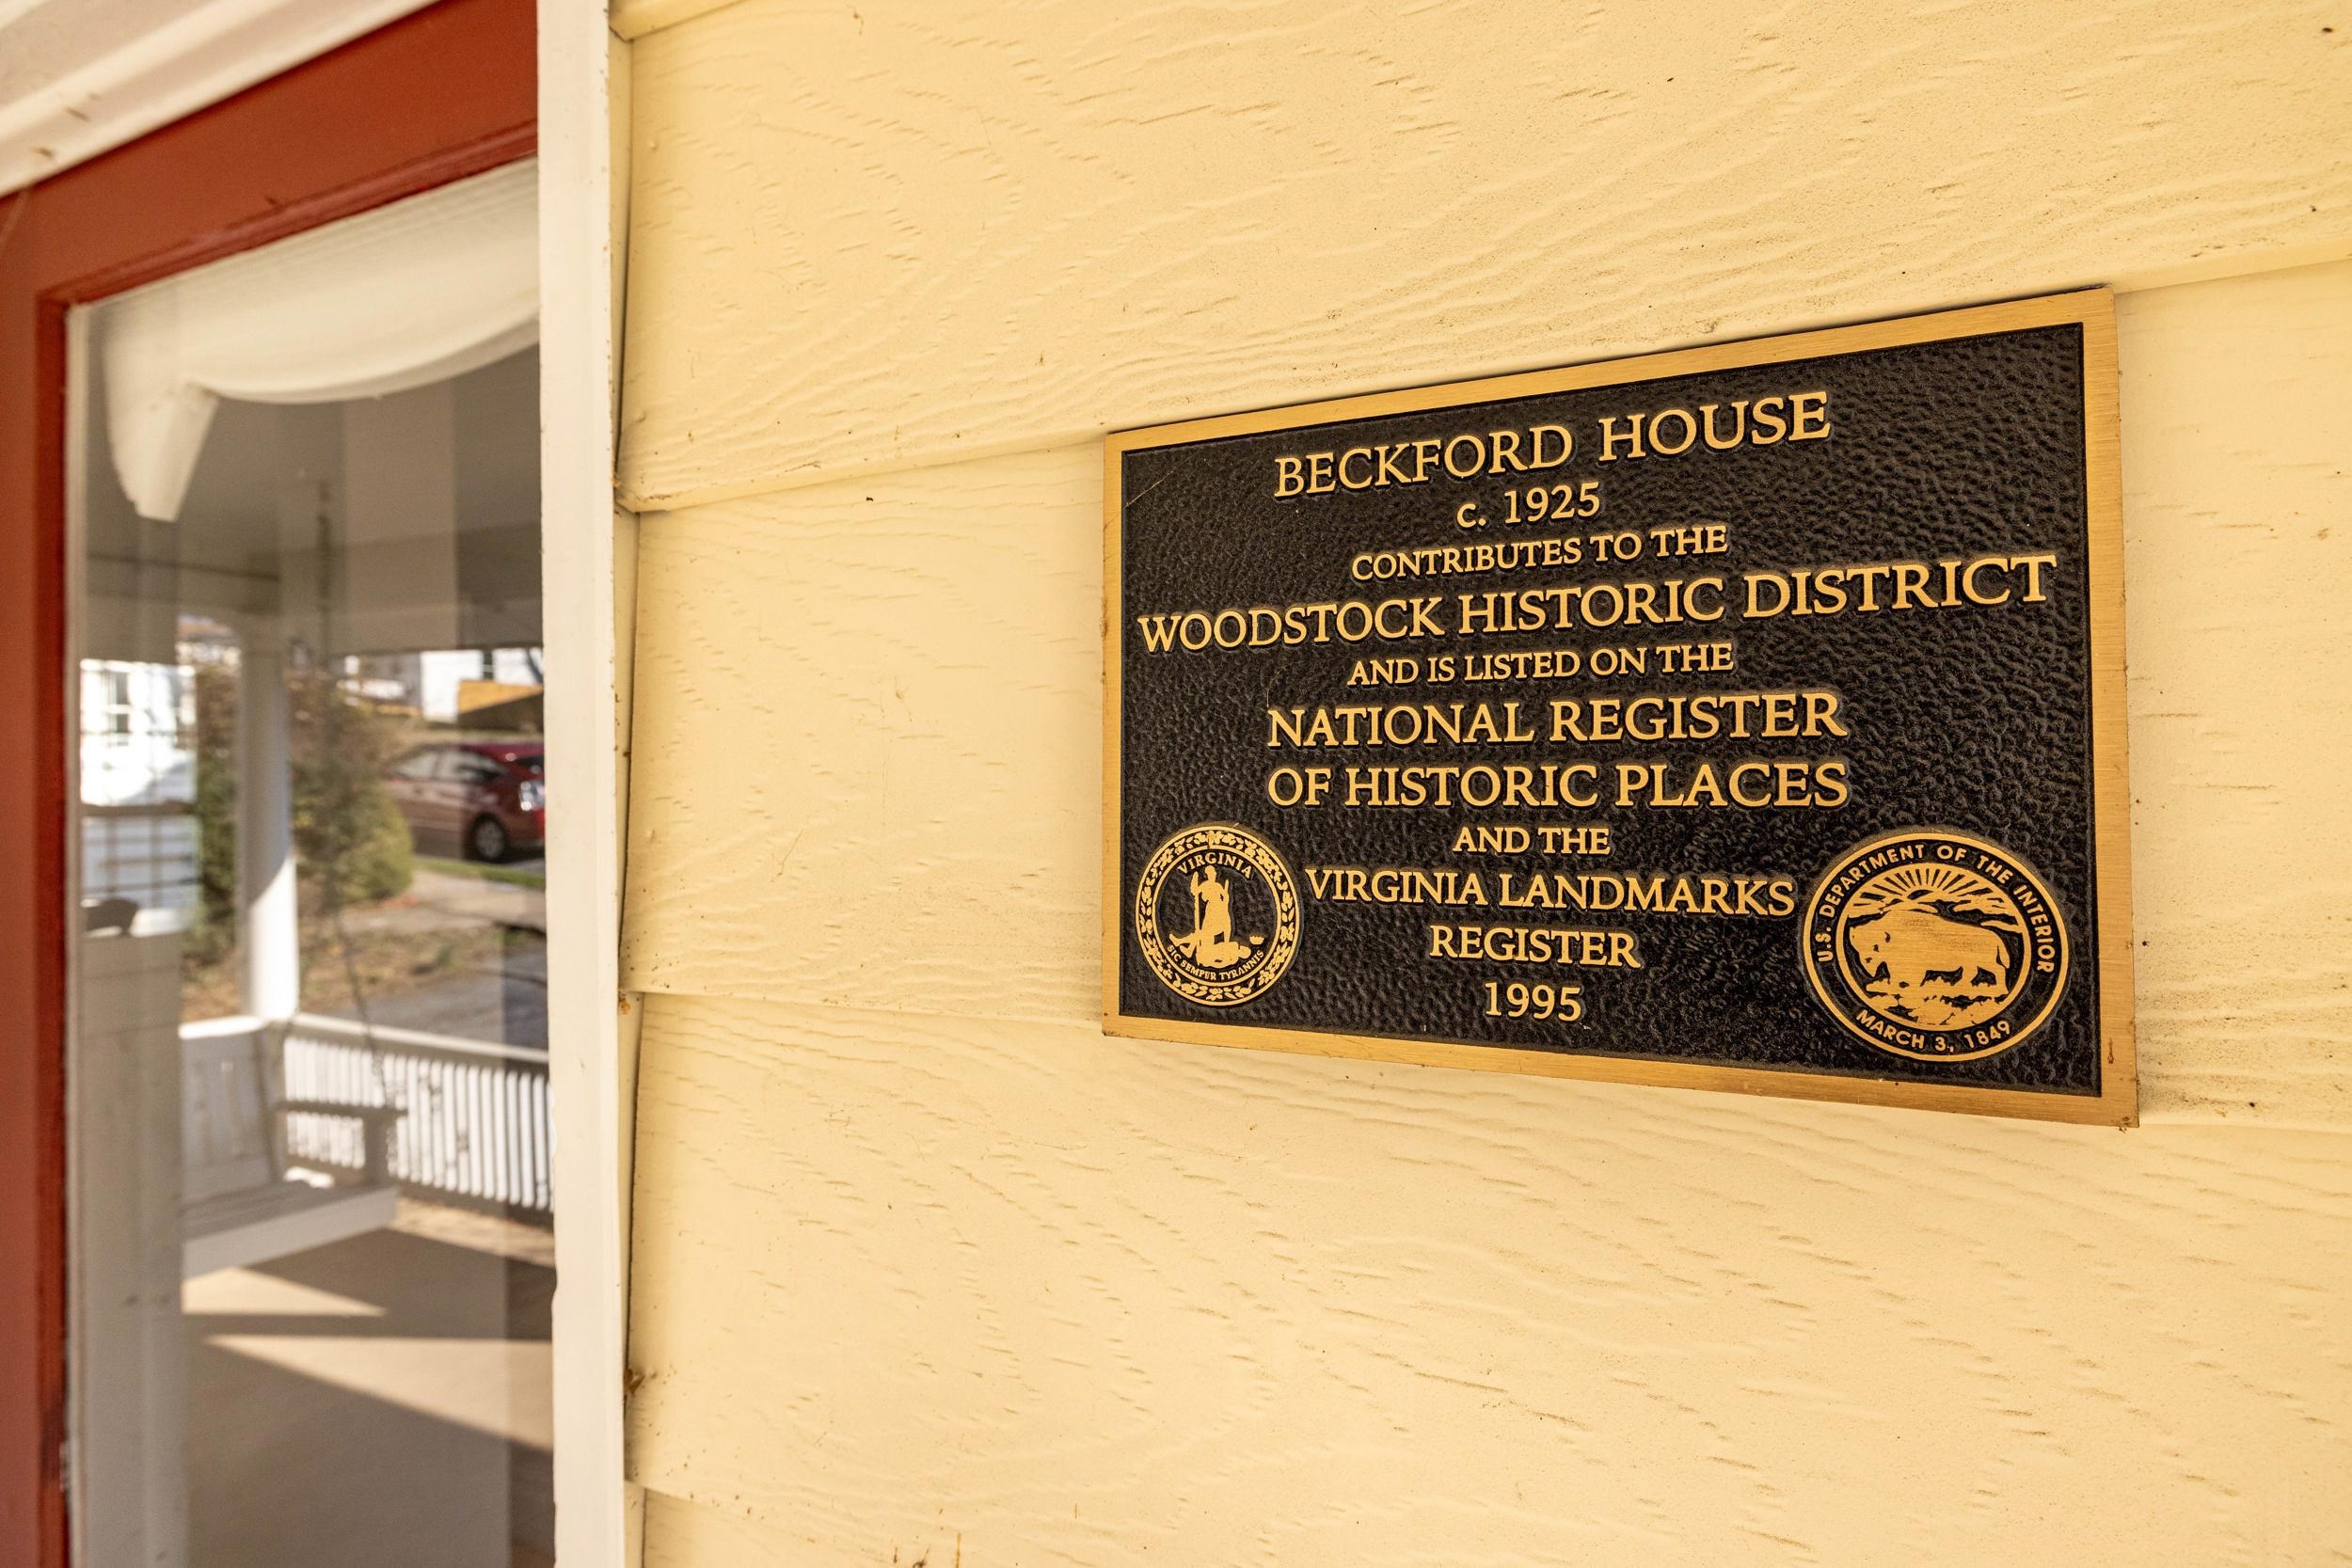 BECKFORD HOUSE
c. 1925
CONTRIBUTES TO THE
WOODSTOCK HISTORIC DISTRICT
AND IS LISTED ON THE
NATIONAL REGISTER
OF HISTORIC PLACES
AND THE
VIRGINIA LANDMARKS
REGISTER
1995
VIRGINIA
SIC SEMPER TYRANNIS
U.S. DEPARTMENT OF THE INTERIOR
MARCH 3, 1849